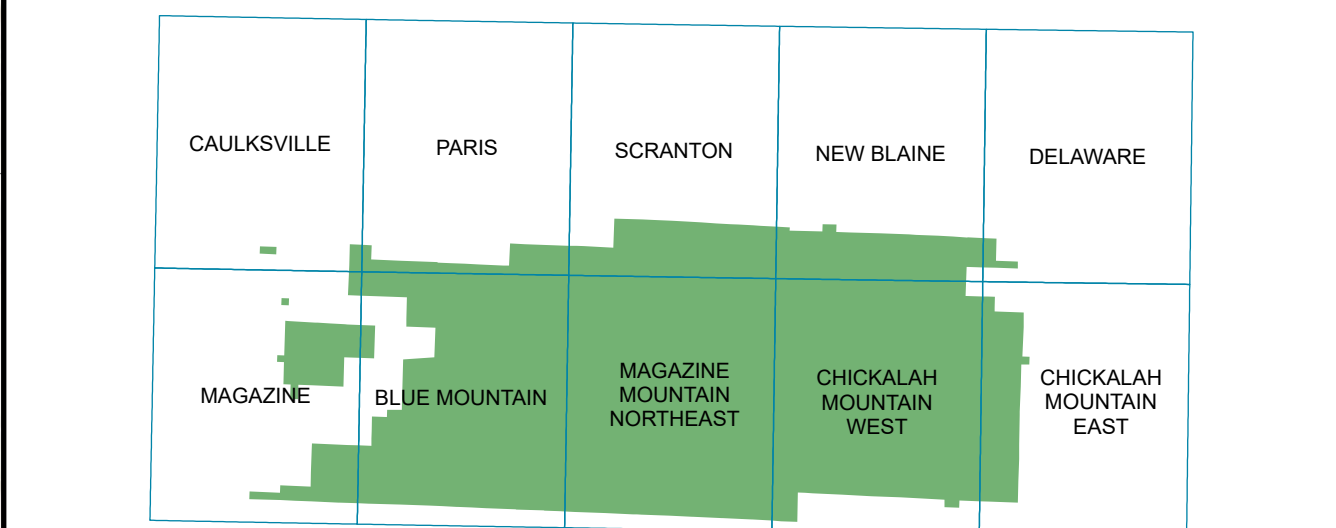 CAULKSVILLE
PARIS
SCRANTON
NEW BLAINE
DELAWARE
MAGAZINE
BLUE MOUNTAIN
MAGAZINE
MOUNTAIN
NORTHEAST
CHICKALAH
MOUNTAIN
WEST
CHICKALAH
MOUNTAIN
EAST